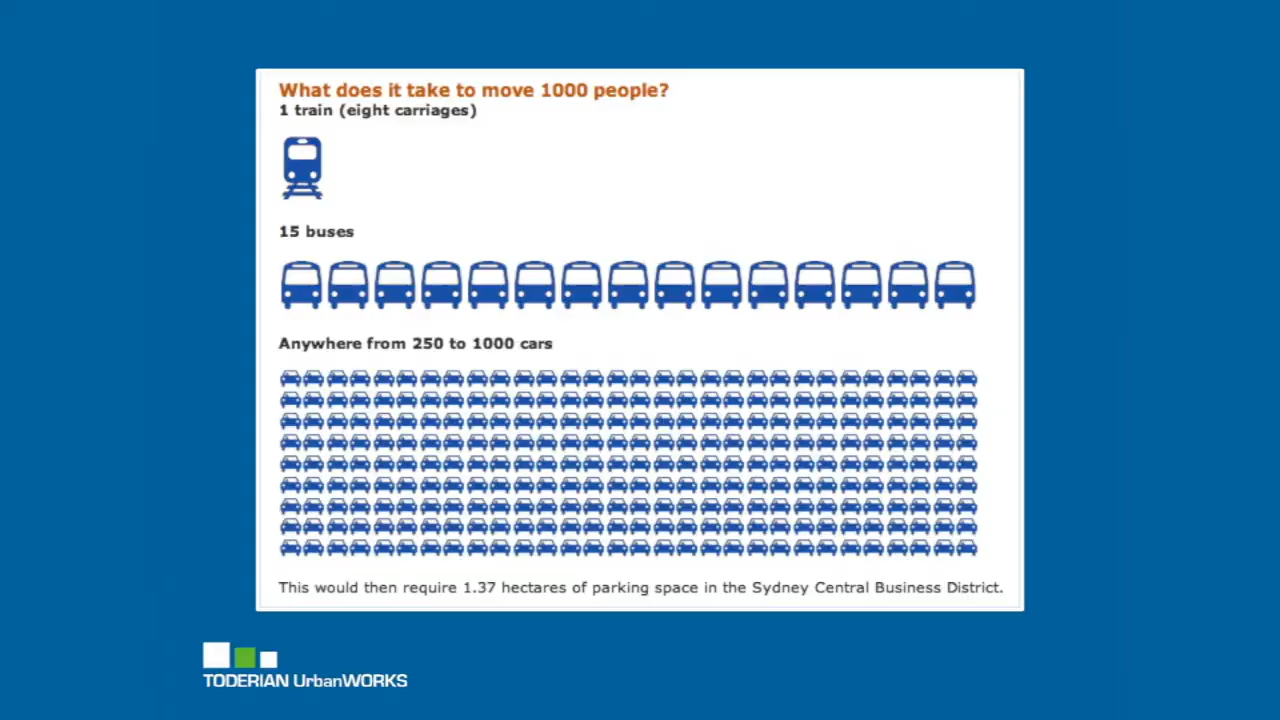 What does it take to move 1000 people?
1 train (eight carriages)
15 buses
Anywhere from 250 to 1000 cars
This would then require 1.37 hectares of parking space in the Sydney Central Business District.
TODERIAN UrbanWORKS